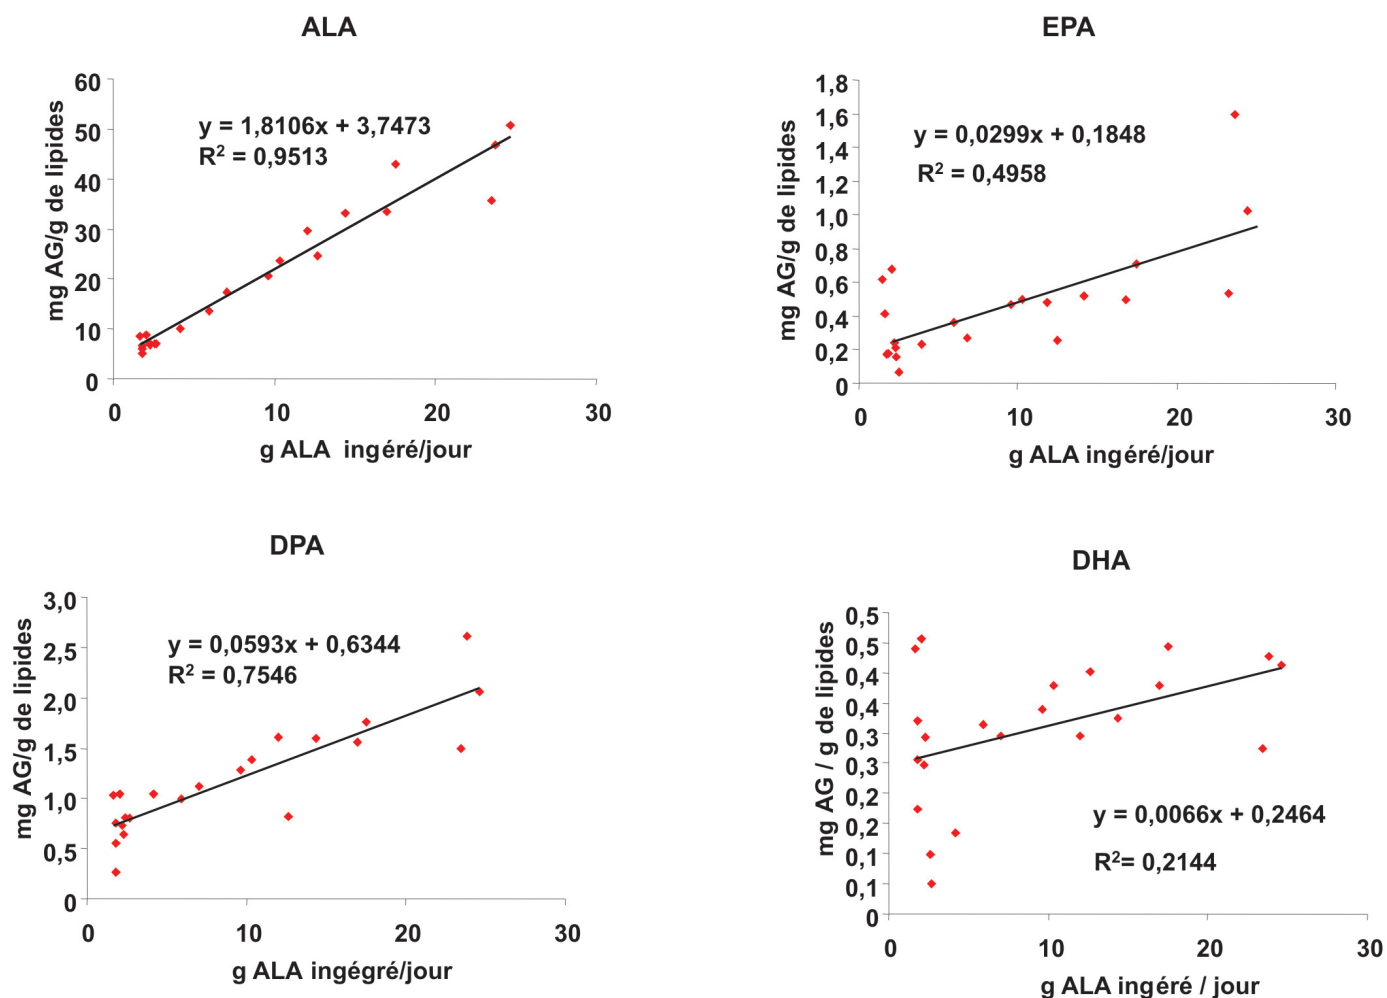 ALA
60
50
40
30
20
10
0
mg AG/g de lipides
y = 1,8106x + 3,7473
R² = 0,9513
0 10 20 30
g ALA ingéré/jour
EPA
1,8
1,6
1,4
1,2
1,0
0,8
0,6
0,4
0,2
0
mg AG/g de lipides
y = 0,0299x + 0,1848
R² = 0,4958
0 10 20 30
g ALA ingéré/jour
DPA
3,0
2,5
2,0
1,5
1,0
0,5
0
mg AG/g de lipides
y = 0,0593x + 0,6344
R² = 0,7546
0 10 20 30
g ALA ingégré/jour
DHA
0,5
0,5
0,4
0,4
0,3
0,3
0,2
0,2
0,1
0,1
0
mg AG / g de lipides
y = 0,0066x + 0,2464
R²= 0,2144
0 10 20 30
g ALA ingéré / jour